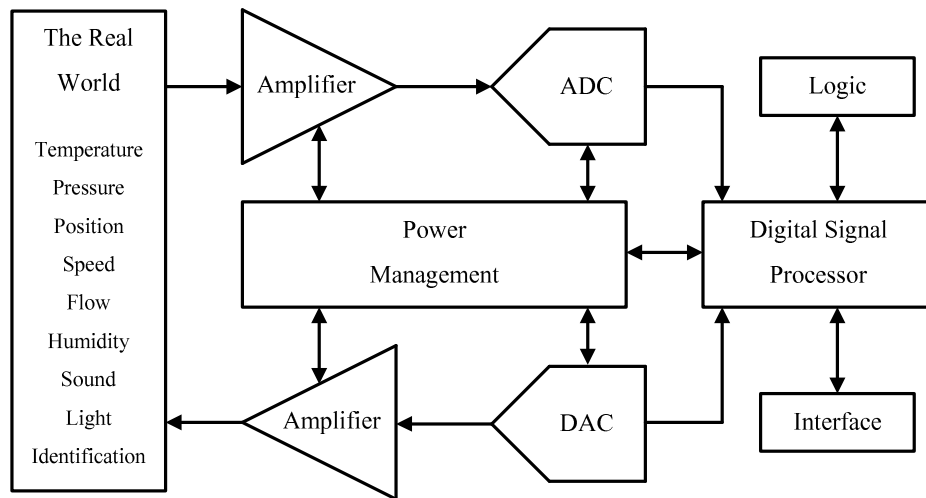 The Real
World
Temperature
Pressure
Position
Speed
Flow
Humidity
Sound
Light
Identification
Amplifier
ADC
Logic
Power
Management
Digital Signal
Processor
Amplifier
DAC
Interface